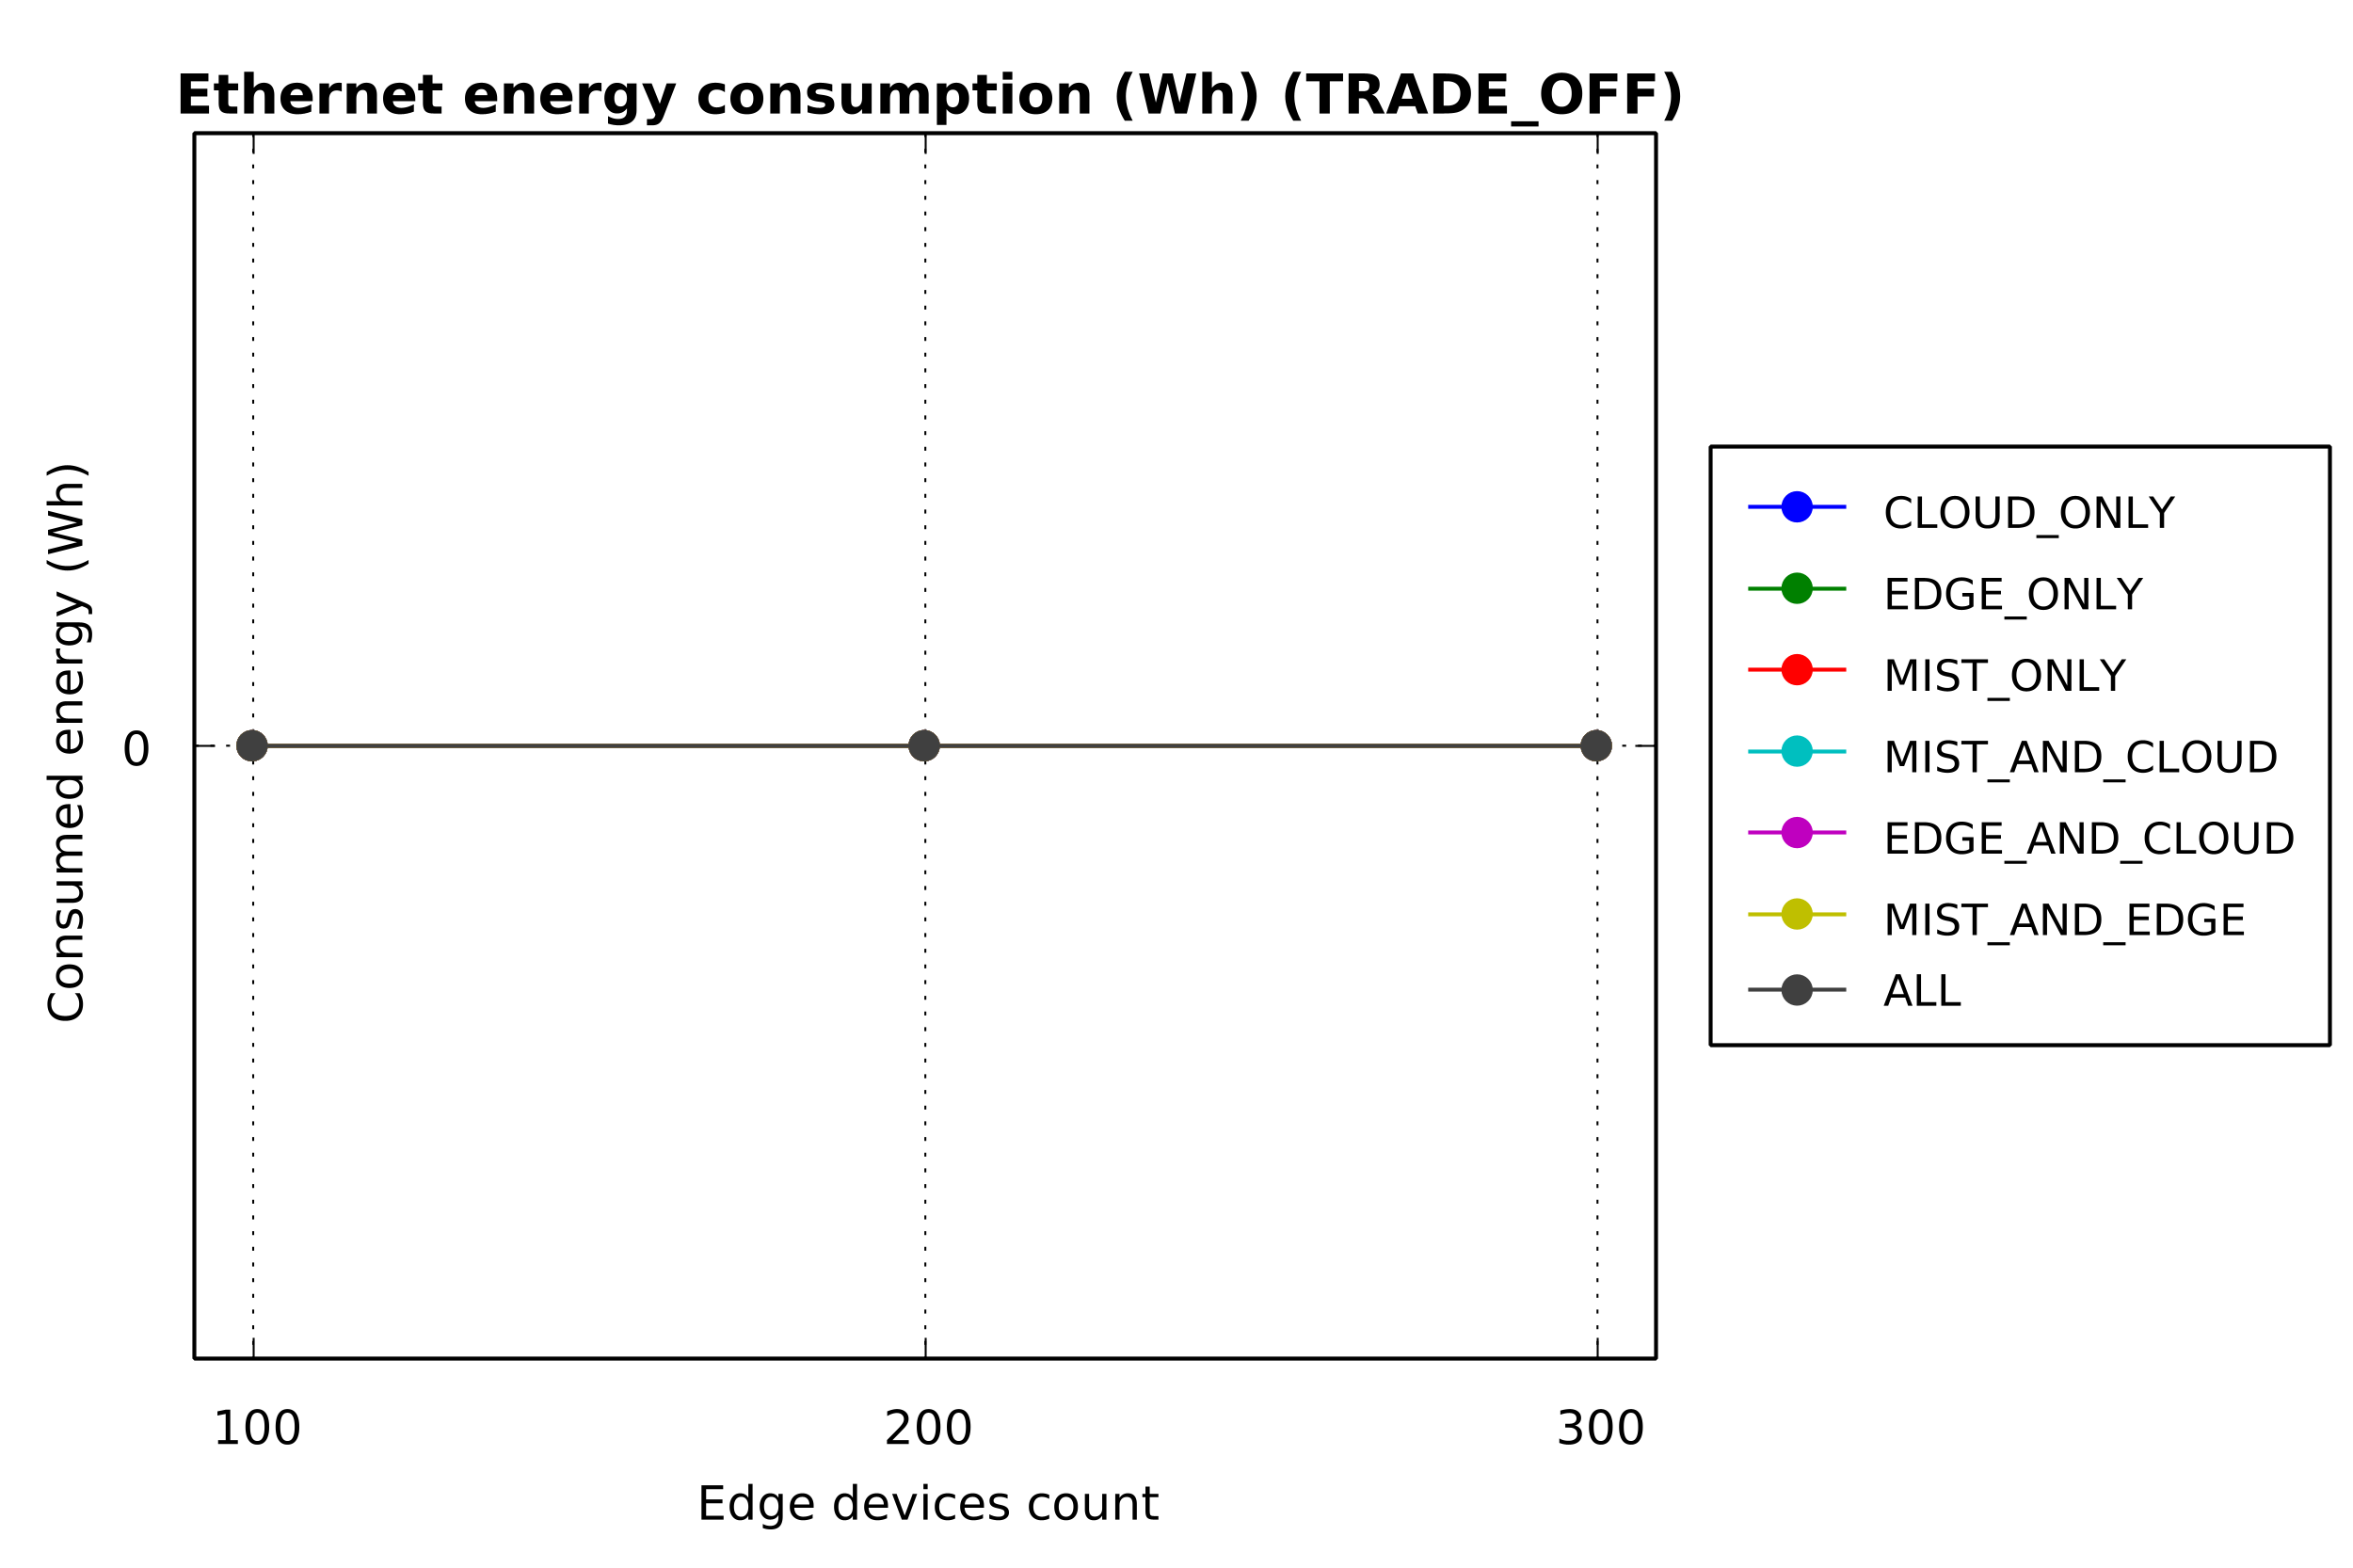 Ethernet energy consumption (Wh) (TRADE_OFF)
Consumed energy (Wh)
0
100
200
300
Edge devices count
CLOUD_ONLY
EDGE_ONLY
MIST_ONLY
MIST_AND_CLOUD
EDGE_AND_CLOUD
MIST_AND_EDGE
ALL